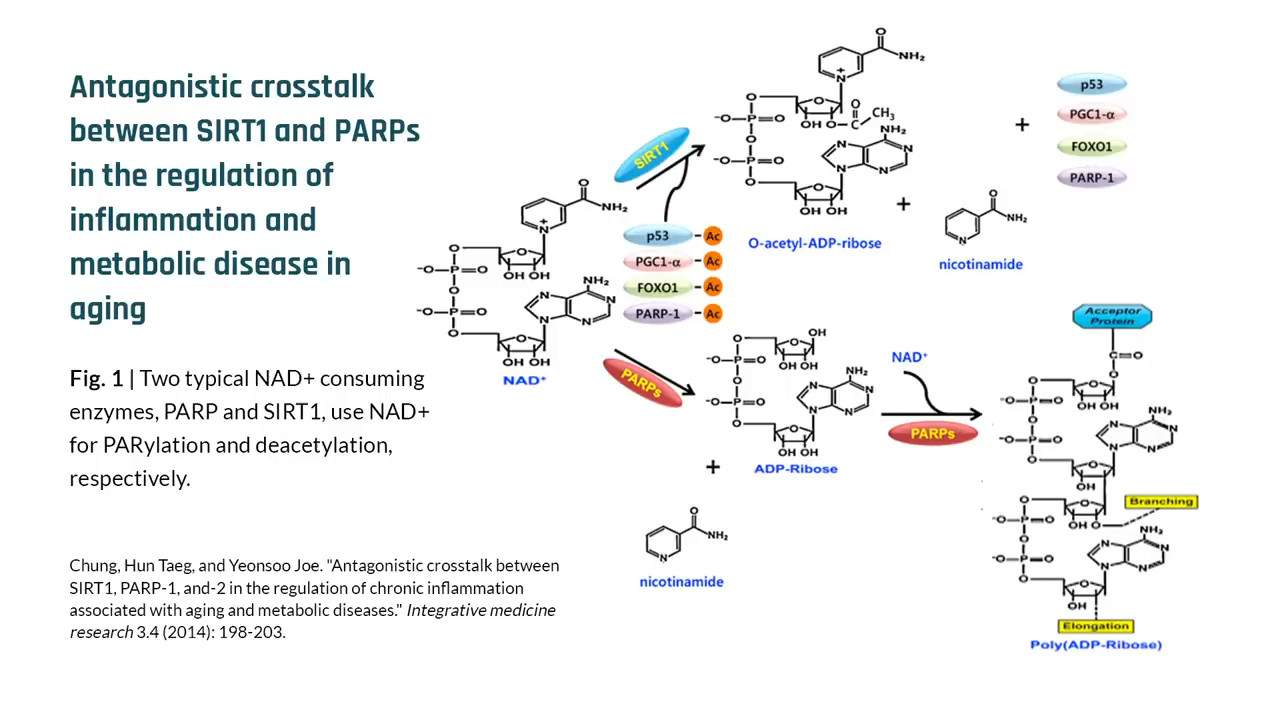 Antagonistic crosstalk
between SIRT1 and PARPs
in the regulation of
inflammation and
metabolic disease in
aging
Fig. 1 | Two typical NAD+ consuming
enzymes, PARP and SIRT1, use NAD+
for PARylation and deacetylation,
respectively.
Chung, Hun Taeg, and Yeonsoo Joe. "Antagonistic crosstalk between
SIRT1, PARP-1, and-2 in the regulation of chronic inflammation
associated with aging and metabolic diseases." Integrative medicine
research 3.4 (2014): 198-203.
NAD⁺
SIRT1
p53 Ac
PGC1-α Ac
FOXO1 Ac
PARP-1 Ac
PARPs
O-acetyl-ADP-ribose
+
nicotinamide
+
p53
PGC1-α
FOXO1
PARP-1
ADP-Ribose
+
nicotinamide
NAD⁺
PARPs
Acceptor
Protein
Branching
Elongation
Poly(ADP-Ribose)